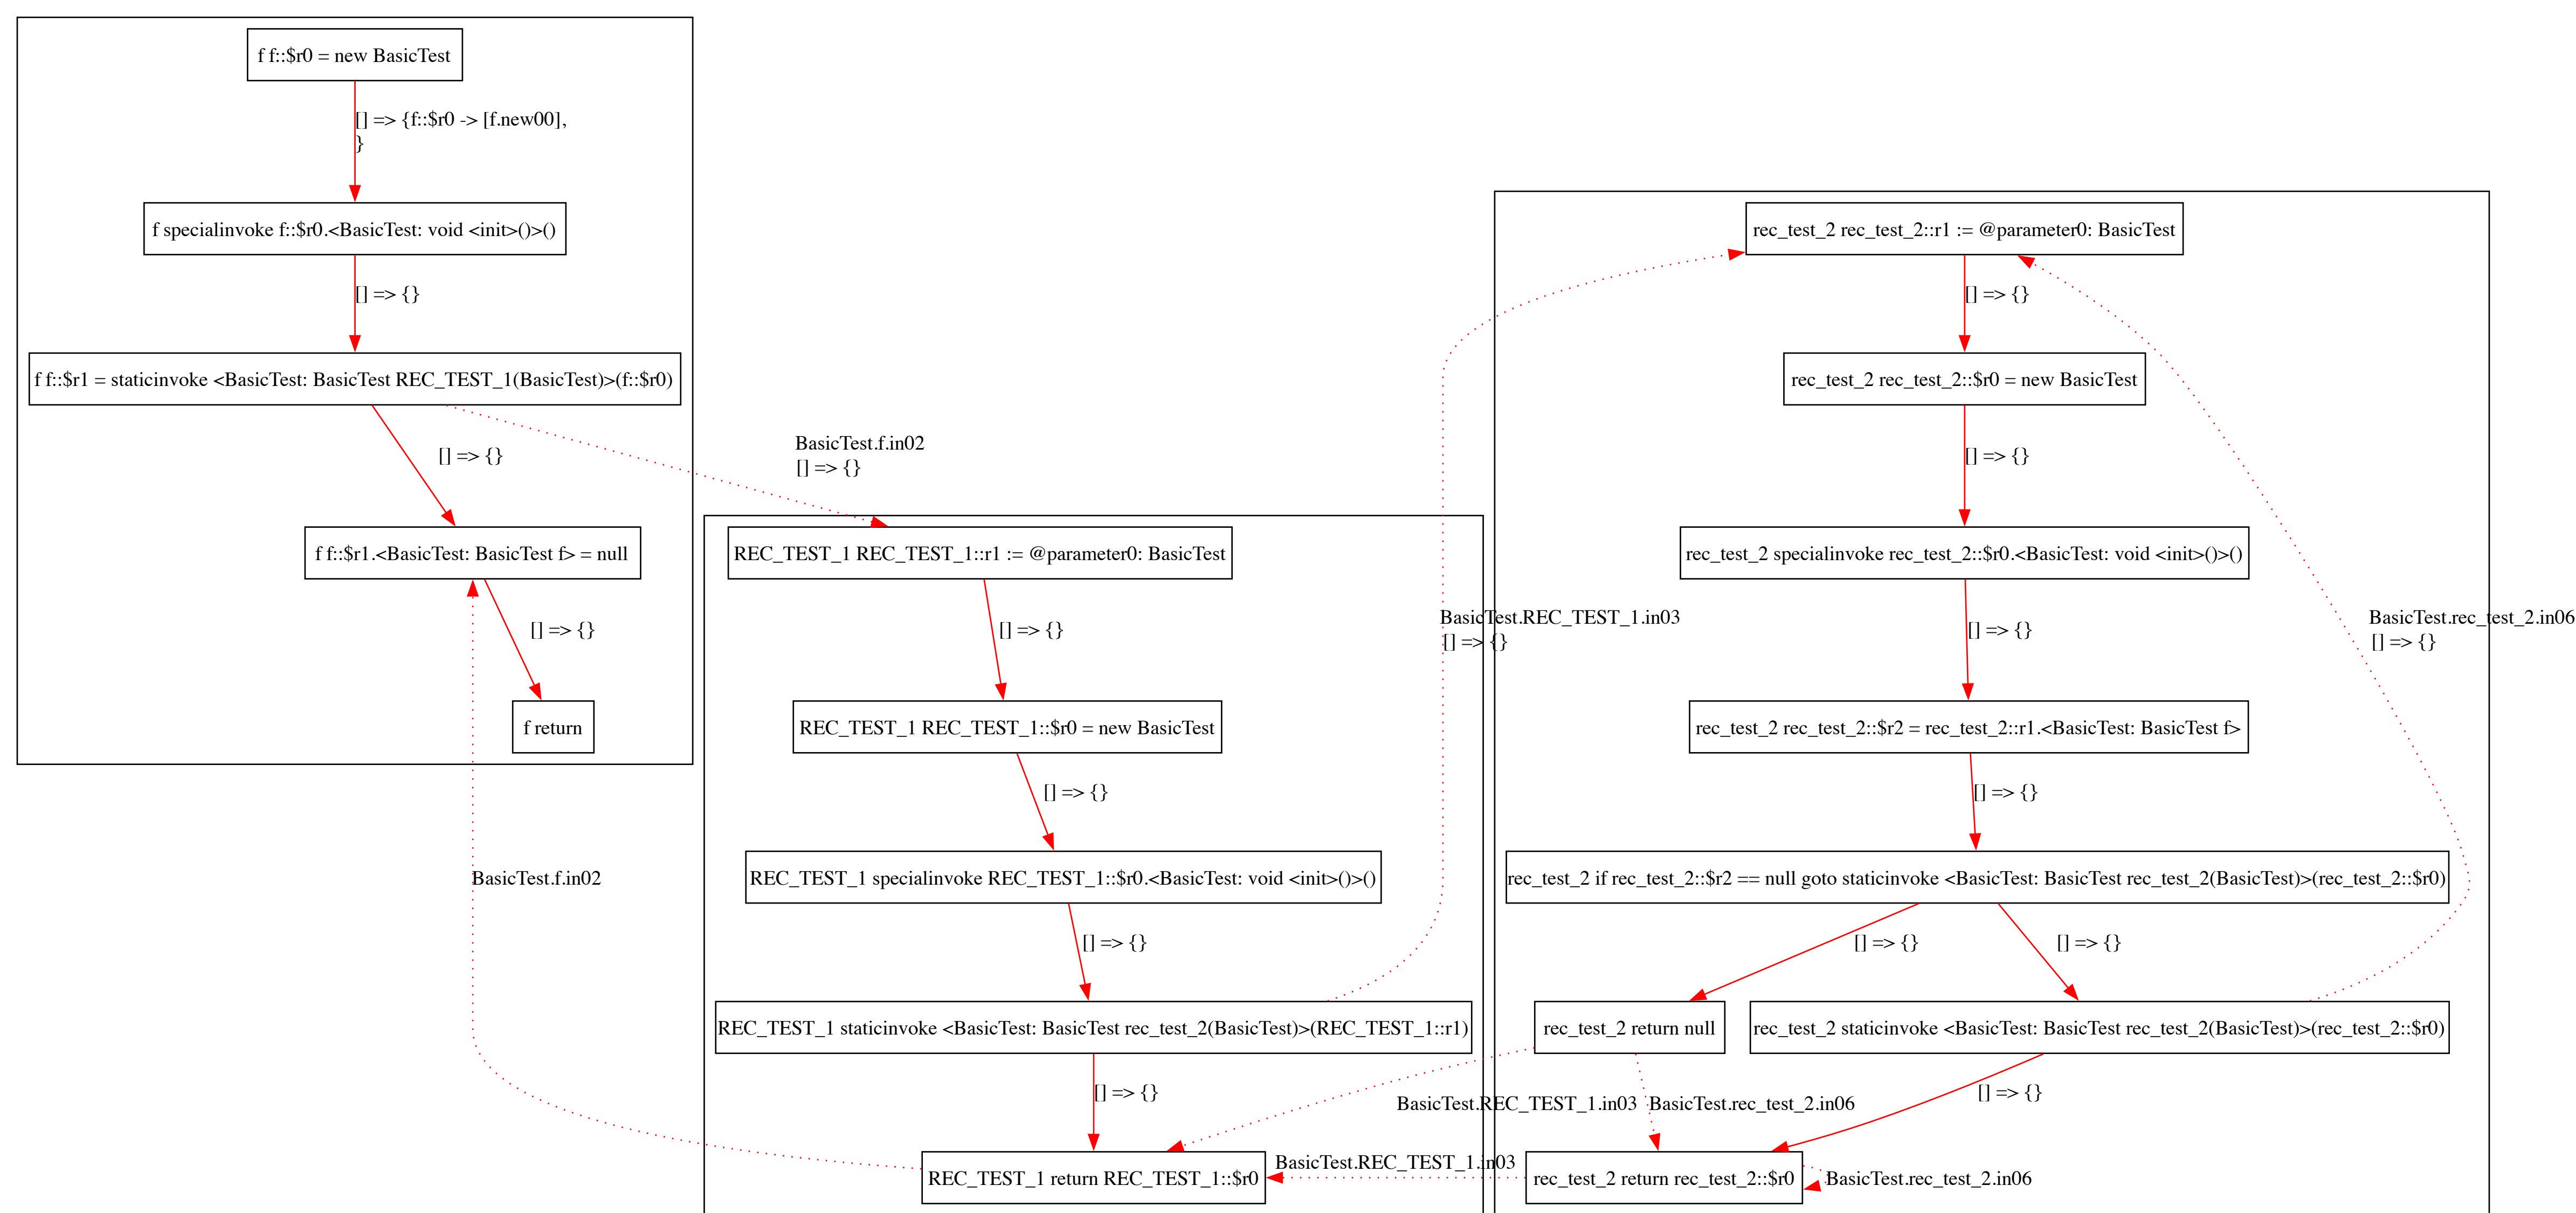 f f::$r0 = new BasicTest
[] => {f::$r0 -> [f.new00],
}
f specialinvoke f::$r0.<BasicTest: void <init>()>()
[] => {}
f f::$r1 = staticinvoke <BasicTest: BasicTest REC_TEST_1(BasicTest)>(f::$r0)
[] => {}
BasicTest.f.in02
[] => {}
f f::$r1.<BasicTest: BasicTest f> = null
[] => {}
f return
BasicTest.f.in02
REC_TEST_1 REC_TEST_1::r1 := @parameter0: BasicTest
[] => {}
REC_TEST_1 REC_TEST_1::$r0 = new BasicTest
[] => {}
REC_TEST_1 specialinvoke REC_TEST_1::$r0.<BasicTest: void <init>()>()
[] => {}
REC_TEST_1 staticinvoke <BasicTest: BasicTest rec_test_2(BasicTest)>(REC_TEST_1::r1)
[] => {}
REC_TEST_1 return REC_TEST_1::$r0
BasicTest.REC_TEST_1.in03
[] => {}
rec_test_2 rec_test_2::r1 := @parameter0: BasicTest
[] => {}
rec_test_2 rec_test_2::$r0 = new BasicTest
[] => {}
rec_test_2 specialinvoke rec_test_2::$r0.<BasicTest: void <init>()>()
[] => {}
BasicTest.rec_test_2.in06
[] => {}
rec_test_2 rec_test_2::$r2 = rec_test_2::r1.<BasicTest: BasicTest f>
[] => {}
rec_test_2 if rec_test_2::$r2 == null goto staticinvoke <BasicTest: BasicTest rec_test_2(BasicTest)>(rec_test_2::$r0)
[] => {}
[] => {}
rec_test_2 return null
rec_test_2 staticinvoke <BasicTest: BasicTest rec_test_2(BasicTest)>(rec_test_2::$r0)
[] => {}
BasicTest.REC_TEST_1.in03
BasicTest.rec_test_2.in06
BasicTest.REC_TEST_1.in03
rec_test_2 return rec_test_2::$r0
BasicTest.rec_test_2.in06